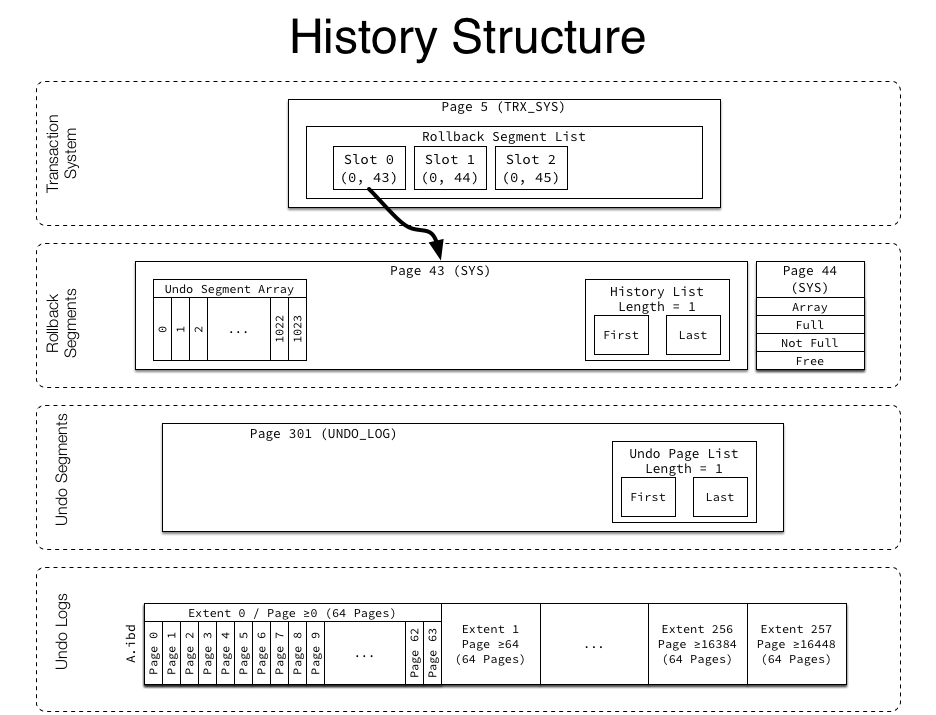 History Structure
Transaction
System
Page 5 (TRX_SYS)
Rollback Segment List
Slot 0
(0, 43)
Slot 1
(0, 44)
Slot 2
(0, 45)
Rollback
Segments
Page 43 (SYS)
Undo Segment Array
0
1
2
...
1022
1023
History List
Length = 1
First
Last
Page 44
(SYS)
Array
Full
Not Full
Free
Undo Segments
Page 301 (UNDO_LOG)
Undo Page List
Length = 1
First
Last
Undo Logs
A.ibd
Extent 0 / Page ≥0 (64 Pages)
Page 0
Page 1
Page 2
Page 3
Page 4
Page 5
Page 6
Page 7
Page 8
Page 9
...
Page 62
Page 63
Extent 1
Page ≥64
(64 Pages)
...
Extent 256
Page ≥16384
(64 Pages)
Extent 257
Page ≥16448
(64 Pages)